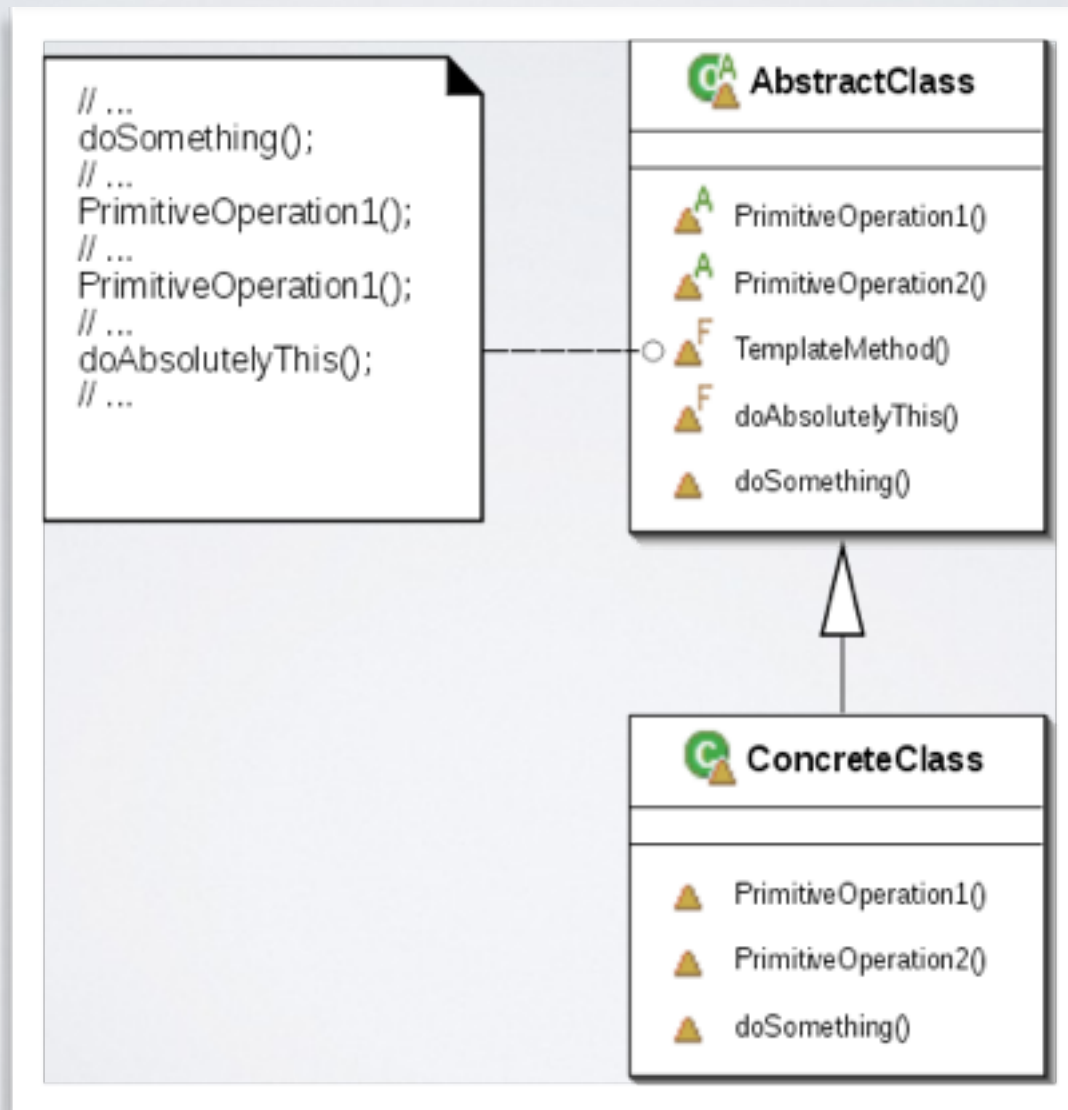 // ...
doSomething();
// ...
PrimitiveOperation1();
// ...
PrimitiveOperation1();
// ...
doAbsolutelyThis();
// ...
C A AbstractClass
A PrimitiveOperation1()
A PrimitiveOperation2()
F TemplateMethod()
F doAbsolutelyThis()
doSomething()
C ConcreteClass
PrimitiveOperation1()
PrimitiveOperation2()
doSomething()